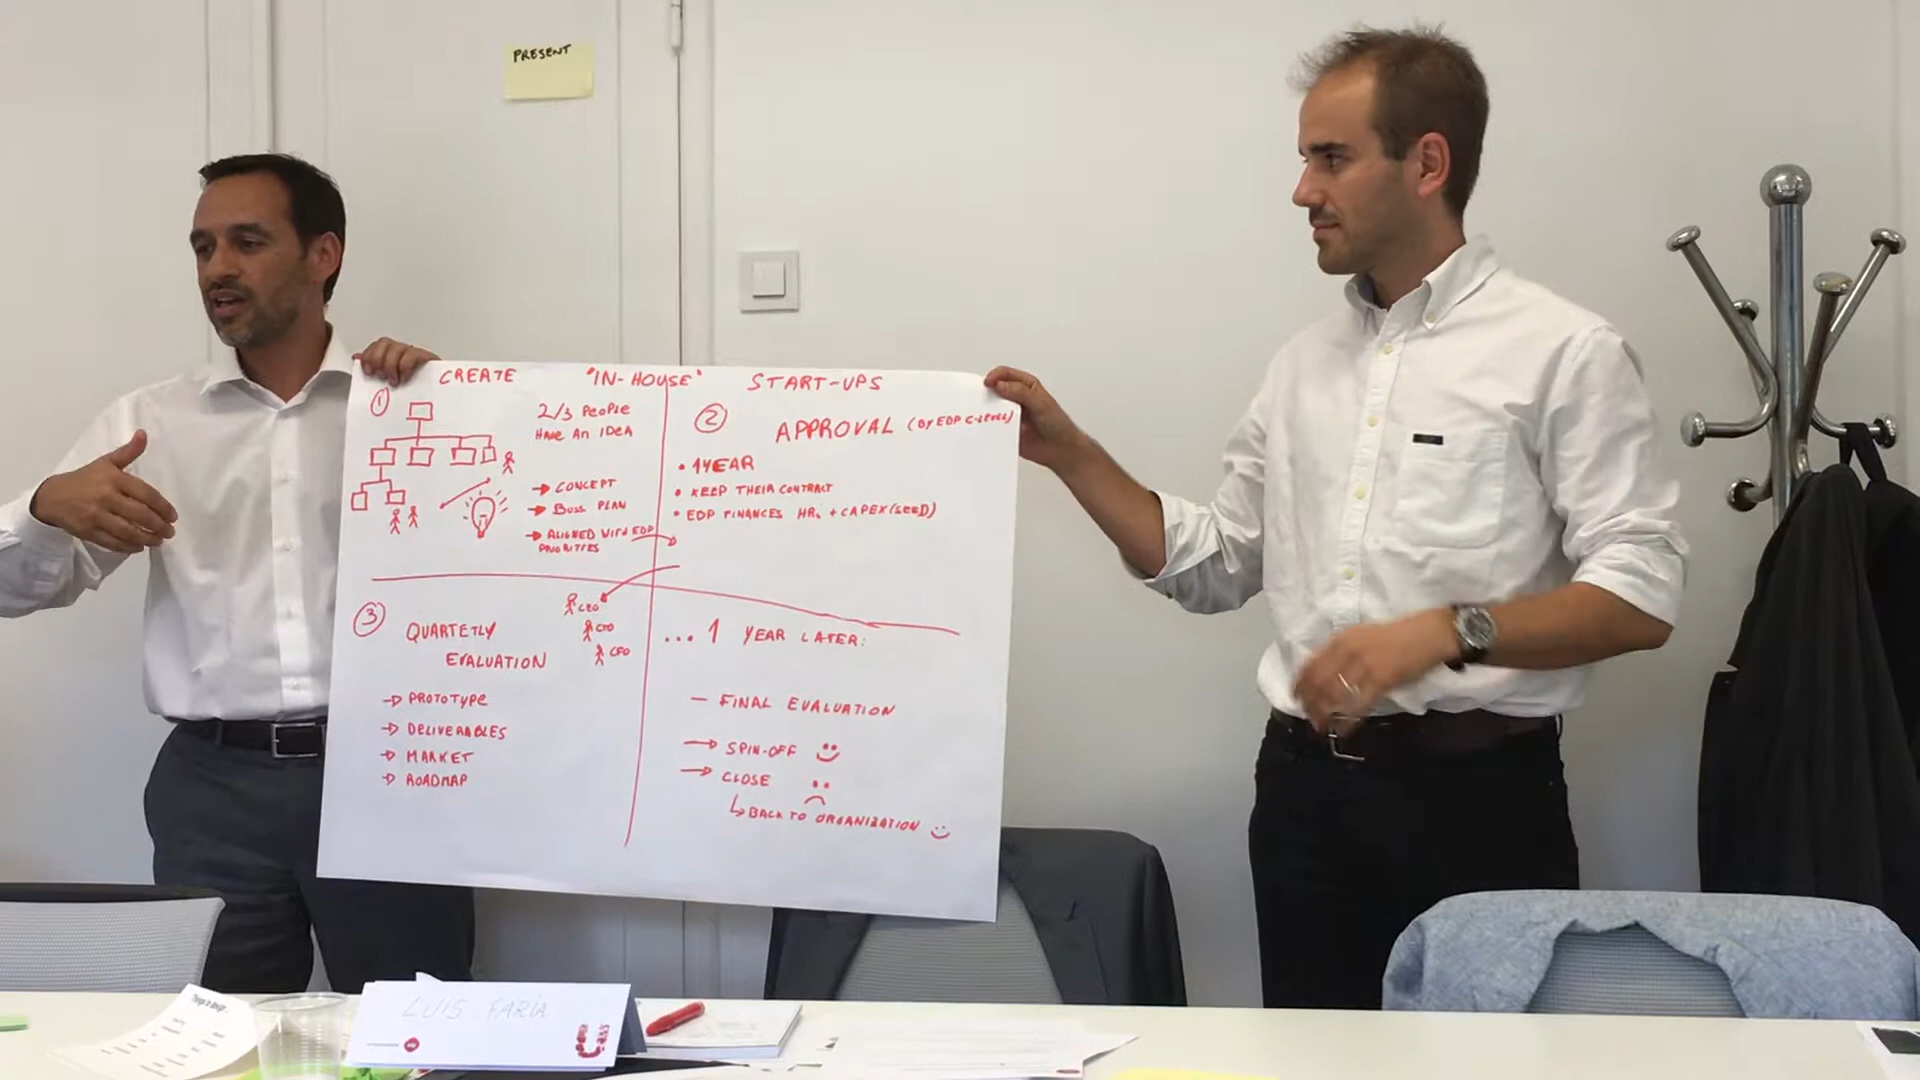 PRESENT
CREATE "IN-HOUSE" START-UPS
1
2/3 PEOPLE
HAVE AN IDEA
→ CONCEPT
→ BUSS PLAN
→ ALIGNED WITH EDP
PRIORITIES
2
APPROVAL (BY EDP C-LEVEL)
• 1 YEAR
• KEEP THEIR CONTRACT
• EDP FINANCES HR + CAPEX (SEED)
3
QUARTETLY
EVALUATION
CEO
CTO
CFO
→ PROTOTYPE
→ DELIVERABLES
→ MARKET
→ ROADMAP
... 1 YEAR LATER:
— FINAL EVALUATION
→ SPIN-OFF
→ CLOSE
↳ BACK TO ORGANIZATION
LUIS FARIA